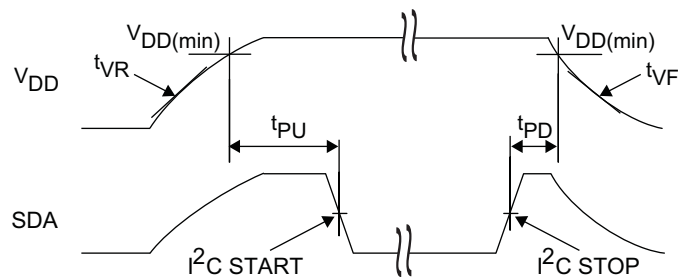 VDD(min)
VDD(min)
tVR
VDD
tVF
tPU
tPD
SDA
I2C START
I2C STOP